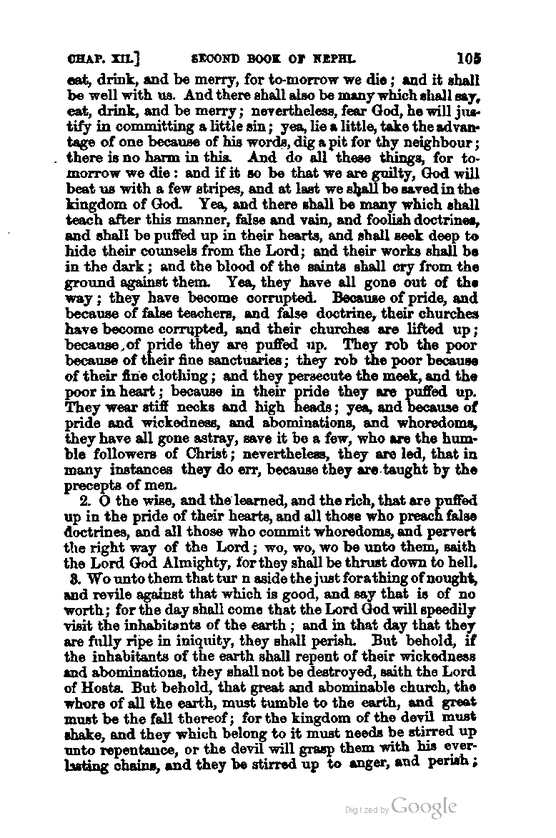 CHAP. XII.] SECOND BOOK OF NEPHI. 105
eat, drink, and be merry, for to-morrow we die; and it shall
be well with us. And there shall also be many which shall say,
eat, drink, and be merry; nevertheless, fear God, he will jus-
tify in committing a little sin; yea, lie a little, take the advan-
tage of one because of his words, dig a pit for thy neighbour;
there is no harm in this. And do all these things, for to-
morrow we die: and if it so be that we are guilty, God will
beat us with a few stripes, and at last we shall be saved in the
kingdom of God. Yea, and there shall be many which shall
teach after this manner, false and vain, and foolish doctrines,
and shall be puffed up in their hearts, and shall seek deep to
hide their counsels from the Lord; and their works shall be
in the dark; and the blood of the saints shall cry from the
ground against them. Yea, they have all gone out of the
way; they have become corrupted. Because of pride, and
because of false teachers, and false doctrine, their churches
have become corrupted, and their churches are lifted up;
because of pride they are puffed up. They rob the poor
because of their fine sanctuaries; they rob the poor because
of their fine clothing; and they persecute the meek, and the
poor in heart; because in their pride they are puffed up.
They wear stiff necks and high heads; yea, and because of
pride and wickedness, and abominations, and whoredoms,
they have all gone astray, save it be a few, who are the hum-
ble followers of Christ; nevertheless, they are led, that in
many instances they do err, because they are taught by the
precepts of men.
2. O the wise, and the learned, and the rich, that are puffed
up in the pride of their hearts, and all those who preach false
doctrines, and all those who commit whoredoms, and pervert
the right way of the Lord; wo, wo, wo be unto them, saith
the Lord God Almighty, for they shall be thrust down to hell.
3. Wo unto them that tur n aside the just for a thing of nought,
and revile against that which is good, and say that is of no
worth; for the day shall come that the Lord God will speedily
visit the inhabitants of the earth; and in that day that they
are fully ripe in iniquity, they shall perish. But behold, if
the inhabitants of the earth shall repent of their wickedness
and abominations, they shall not be destroyed, saith the Lord
of Hosts. But behold, that great and abominable church, the
whore of all the earth, must tumble to the earth, and great
must be the fall thereof; for the kingdom of the devil must
shake, and they which belong to it must needs be stirred up
unto repentance, or the devil will grasp them with his ever-
lasting chains, and they be stirred up to anger, and perish;
Digitized by Google